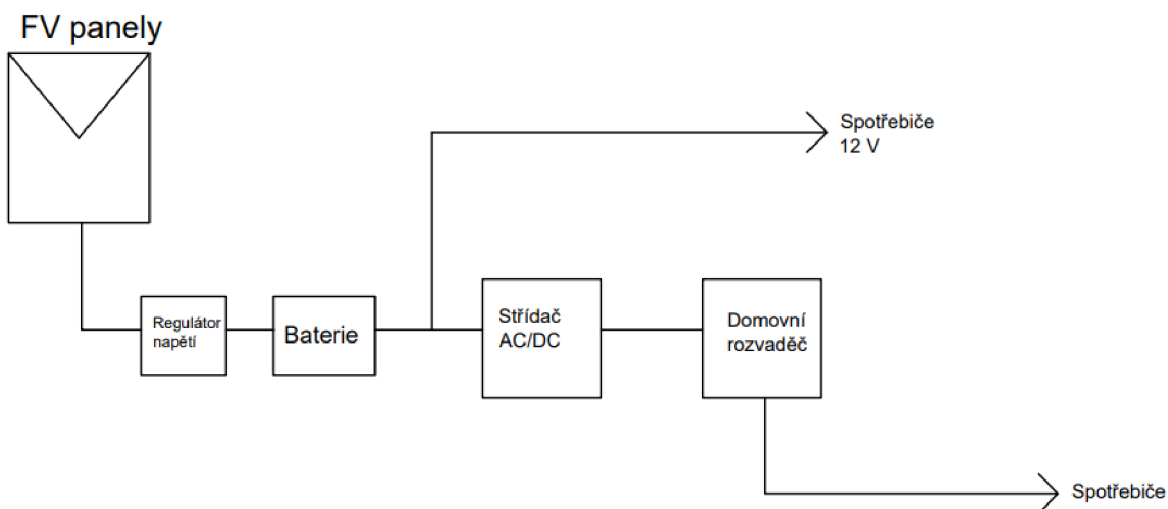 FV panely
Spotřebiče
12 V
Regulátor
napětí
Baterie
Střídač
AC/DC
Domovní
rozvaděč
Spotřebiče